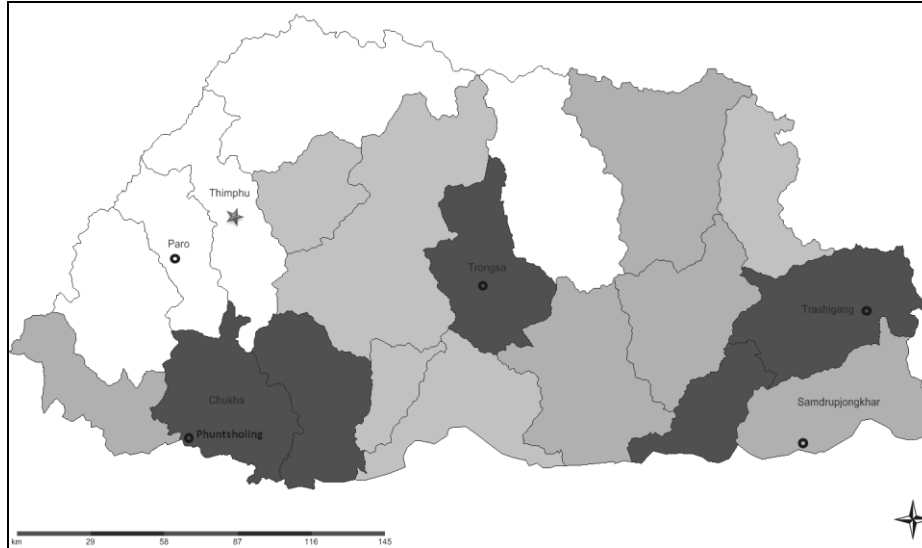 Thimphu
Paro
Trongsa
Trashigang
Chukha
Samdrupjongkhar
Phuntsholing
km 29 58 87 116 145